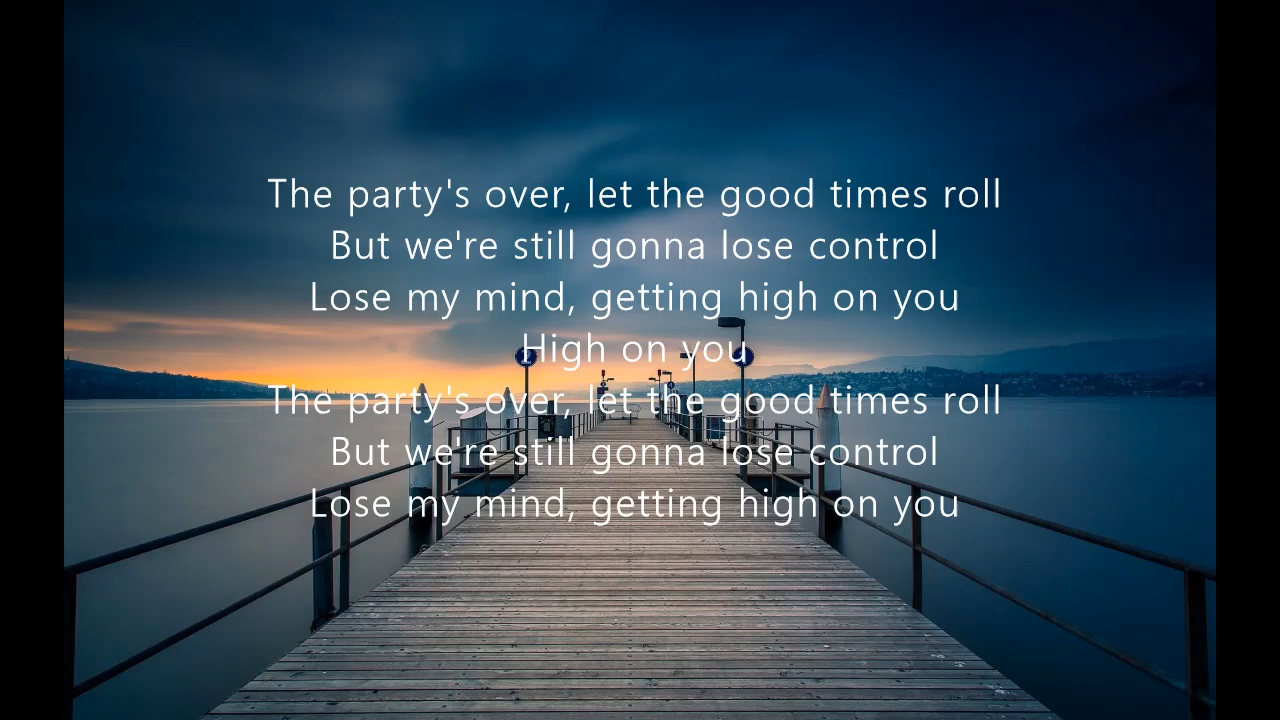 The party's over, let the good times roll
But we're still gonna lose control
Lose my mind, getting high on you
High on you
The party's over, let the good times roll
But we're still gonna lose control
Lose my mind, getting high on you